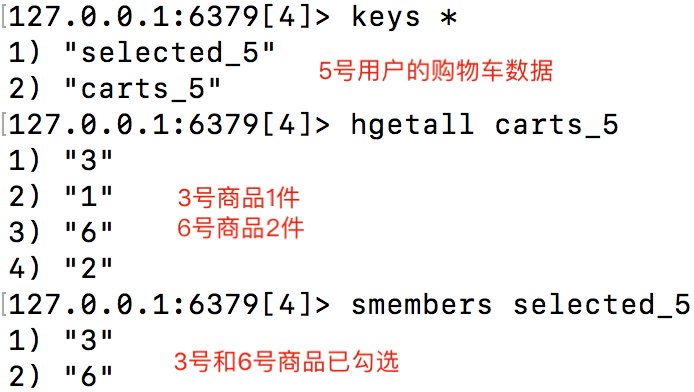 [127.0.0.1:6379[4]> keys *
1) "selected_5"
2) "carts_5"
5号用户的购物车数据
[127.0.0.1:6379[4]> hgetall carts_5
1) "3"
2) "1"
3号商品1件
3) "6"
6号商品2件
4) "2"
[127.0.0.1:6379[4]> smembers selected_5
1) "3"
2) "6"
3号和6号商品已勾选